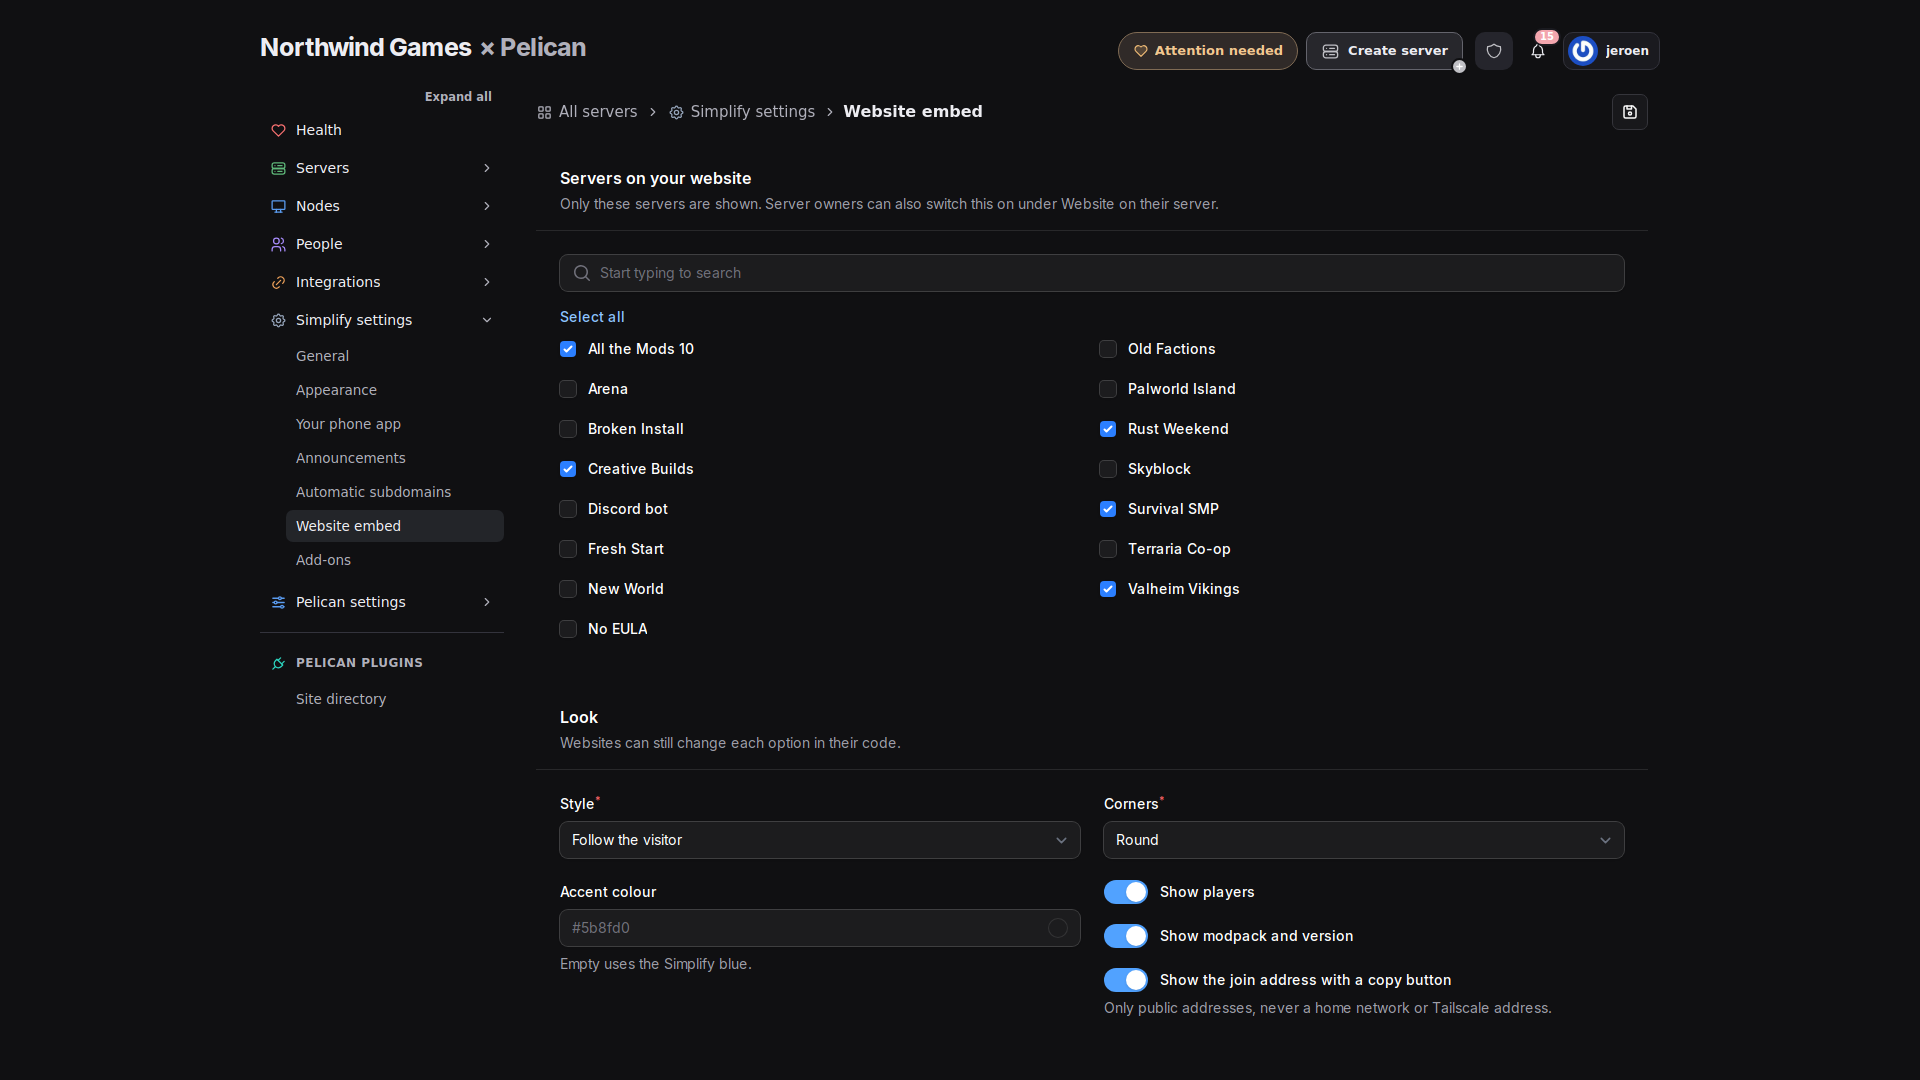 Northwind Games × Pelican
Attention needed
Create server
15
jeroen
Expand all
Health
Servers
Nodes
People
Integrations
Simplify settings
General
Appearance
Your phone app
Announcements
Automatic subdomains
Website embed
Add-ons
Pelican settings
PELICAN PLUGINS
Site directory
All servers > Simplify settings > Website embed
Servers on your website
Only these servers are shown. Server owners can also switch this on under Website on their server.
Start typing to search
Select all
All the Mods 10
Arena
Broken Install
Creative Builds
Discord bot
Fresh Start
New World
No EULA
Old Factions
Palworld Island
Rust Weekend
Skyblock
Survival SMP
Terraria Co-op
Valheim Vikings
Look
Websites can still change each option in their code.
Style*
Follow the visitor
Corners*
Round
Accent colour
#5b8fd0
Empty uses the Simplify blue.
Show players
Show modpack and version
Show the join address with a copy button
Only public addresses, never a home network or Tailscale address.